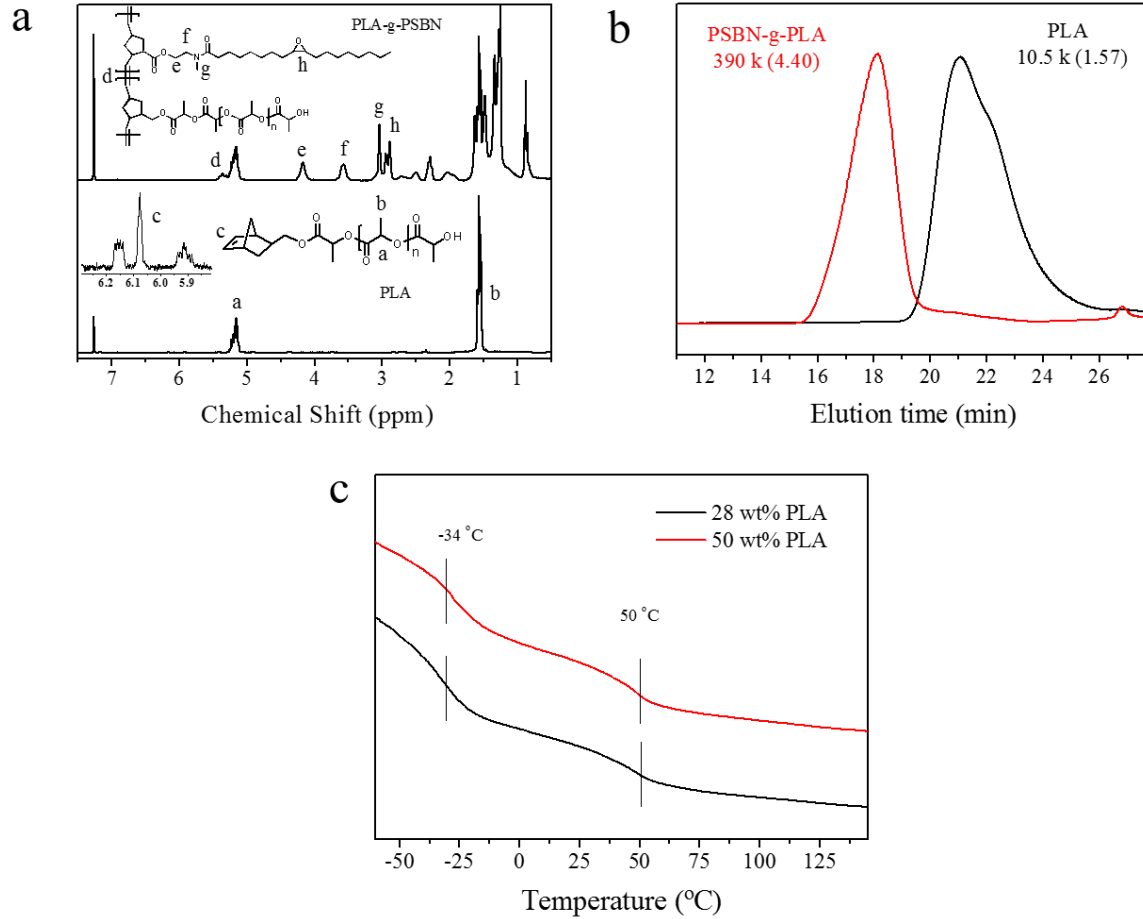 a
PLA-g-PSBN
f
O
O
O
N
e
g
h
d
O
O
O
O
O
O
O
n
O
OH
g
h
d
e
f
c
6.2 6.1 6.0 5.9
b
c
O
O
O
O
O
a
n
O
OH
PLA
a
b
7 6 5 4 3 2 1
Chemical Shift (ppm)
b
PSBN-g-PLA
390 k (4.40)
PLA
10.5 k (1.57)
12 14 16 18 20 22 24 26
Elution time (min)
c
-34 °C
28 wt% PLA
50 wt% PLA
50 °C
-50 -25 0 25 50 75 100 125
Temperature (ºC)